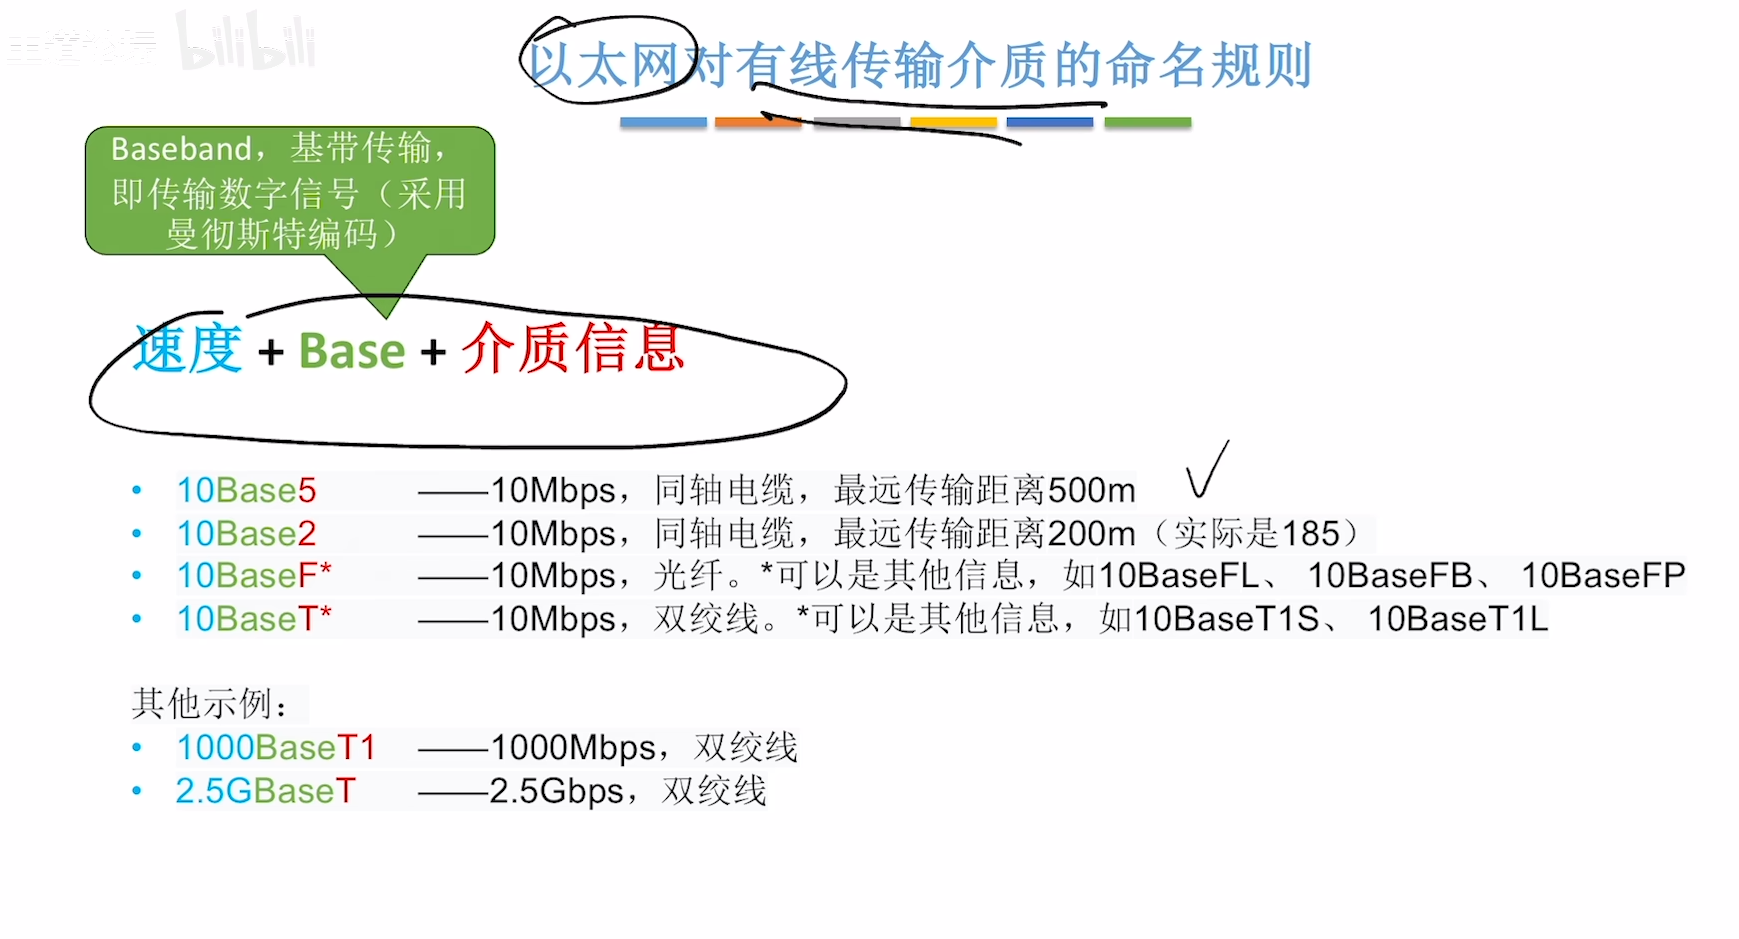 王道论坛 bilibili
以太网对有线传输介质的命名规则
Baseband，基带传输，
即传输数字信号（采用
曼彻斯特编码）
速度 + Base + 介质信息
• 10Base5 ——10Mbps，同轴电缆，最远传输距离500m
• 10Base2 ——10Mbps，同轴电缆，最远传输距离200m（实际是185）
• 10BaseF* ——10Mbps，光纤。*可以是其他信息，如10BaseFL、 10BaseFB、 10BaseFP
• 10BaseT* ——10Mbps，双绞线。*可以是其他信息，如10BaseT1S、 10BaseT1L
其他示例：
• 1000BaseT1 ——1000Mbps，双绞线
• 2.5GBaseT ——2.5Gbps，双绞线